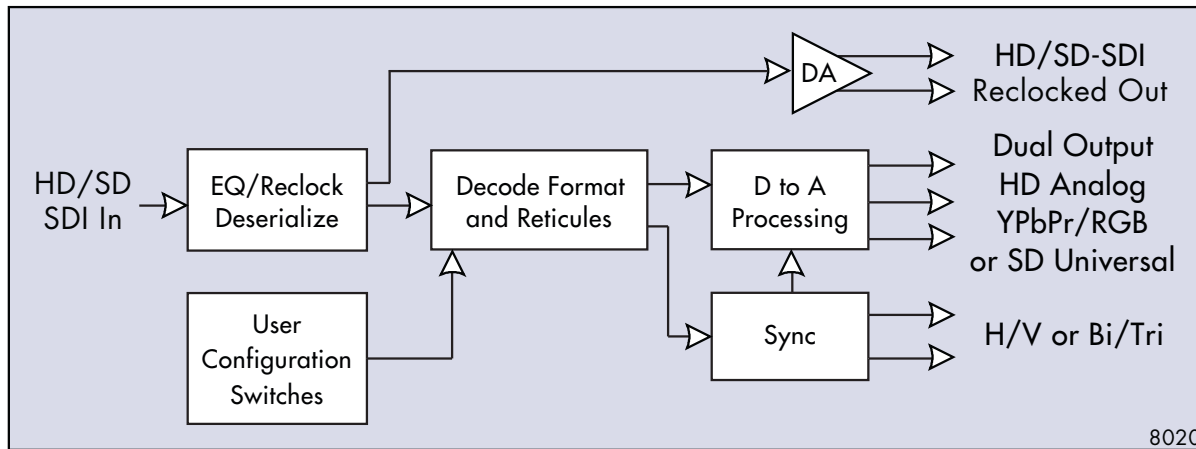 DA
HD/SD-SDI
Reclocked Out
HD/SD
SDI In
EQ/Reclock
Deserialize
Decode Format
and Reticules
D to A
Processing
Dual Output
HD Analog
YPbPr/RGB
or SD Universal
User
Configuration
Switches
Sync
H/V or Bi/Tri
8020